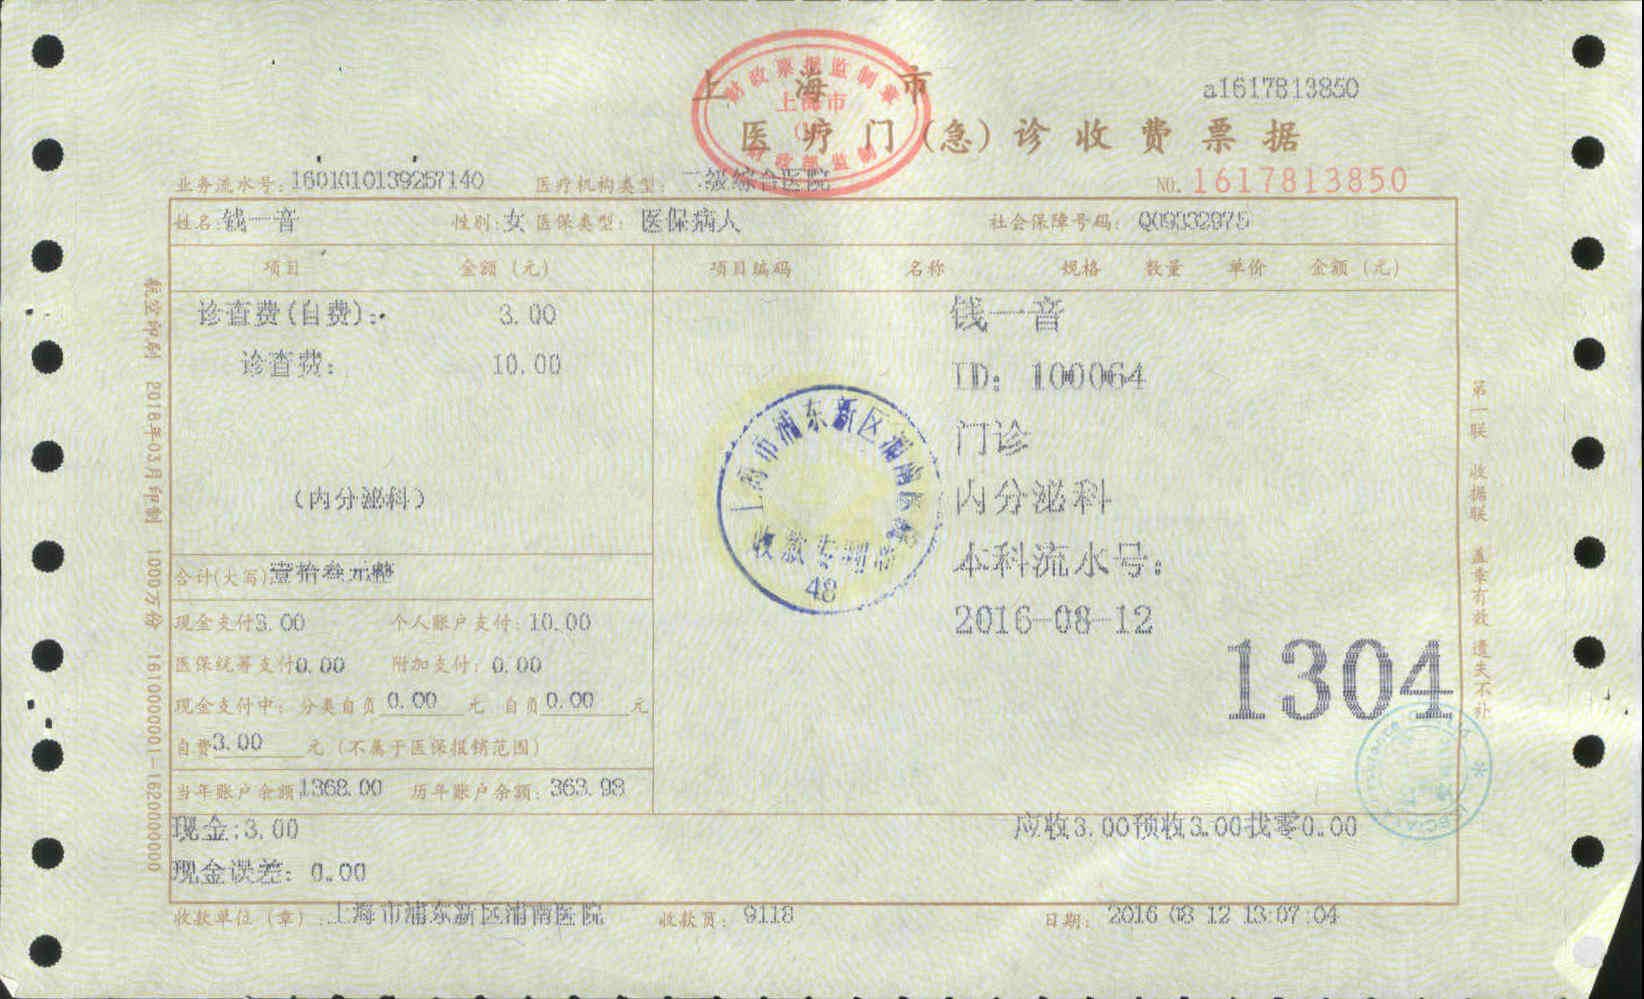 上海市
a1617813850
医疗门(急)诊收费票据
财政票据监制章
上海市
财政部监制
业务流水号:1601010139267140 医疗机构类型:二级综合医院 NO. 1617813850
姓名:钱一音 性别:女 医保类型:医保病人 社会保障号码:Q09332975
项目 金额(元) 项目编码 名称 规格 数量 单价 金额(元)
诊查费(自费): 3.00
诊查费: 10.00
(内分泌科)
钱一音
ID: 100064
门诊
内分泌科
本科流水号:
2016-08-12
1304
上海市浦东新区浦南医院
收款专用章
48
合计(大写):壹拾叁元整
现金支付3.00 个人账户支付:10.00
医保统筹支付0.00 附加支付:0.00
现金支付中:分类自负 0.00 元 自负 0.00 元
自费3.00 元(不属于医保报销范围)
当年账户余额1368.00 历年账户余额:363.98
现金:3.00 应收3.00预收3.00找零0.00
现金误差: 0.00
收款单位(章):上海市浦东新区浦南医院 收款员:9118 日期:2016 08 12 13:07:04
航空印刷 2016年03月印制 1000万份 1610000001-1620000000
第一联 收据联 盖章有效 遗失不补